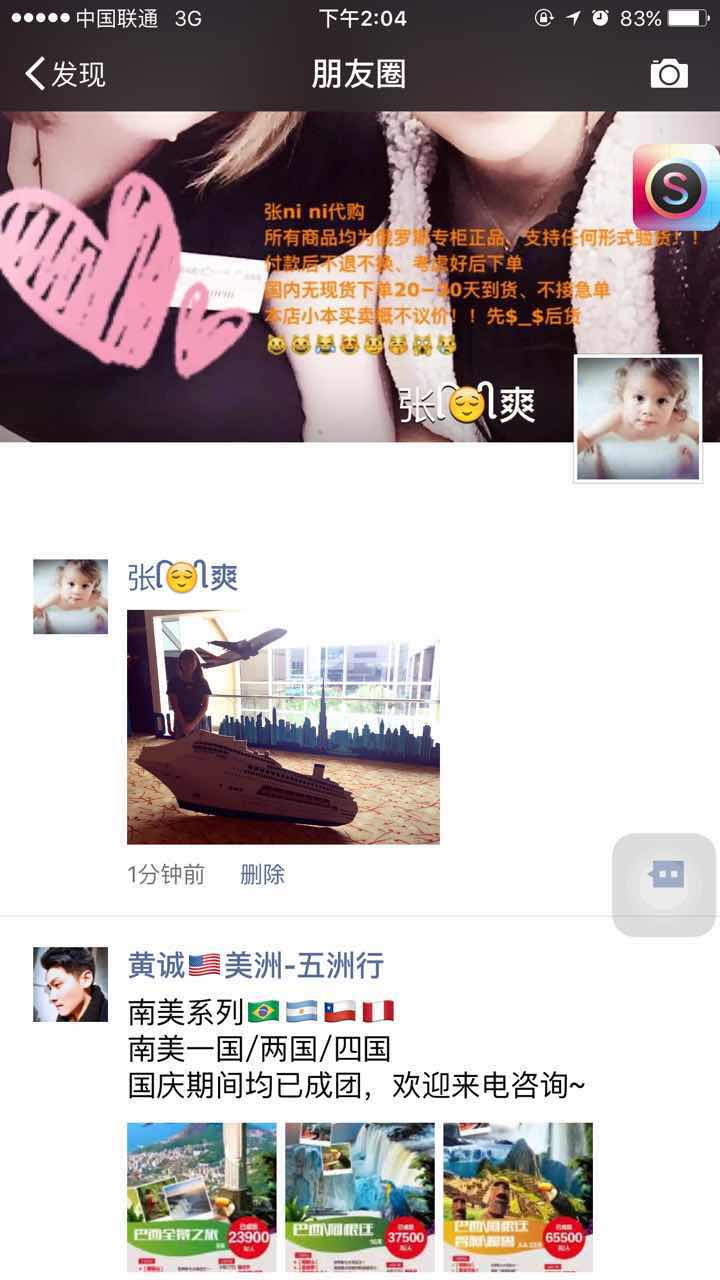 中国联通 3G 下午2:04 83%
发现 朋友圈
S
张ni ni代购
所有商品均为俄罗斯专柜正品、支持任何形式验货！！
付款后不退不换、考虑好后下单
国内无现货下单20—30天到货、不接急单
本店小本买卖概不议价！！先$_$后货
张😌爽
张😌爽
DU
1分钟前 删除
黄诚🇺🇸美洲-五洲行
南美系列🇧🇷🇦🇷🇨🇱🇵🇪
南美一国/两国/四国
国庆期间均已成团，欢迎来电咨询~
巴西全景之旅 23900
巴西\阿根廷 37500
巴西\阿根廷 65500